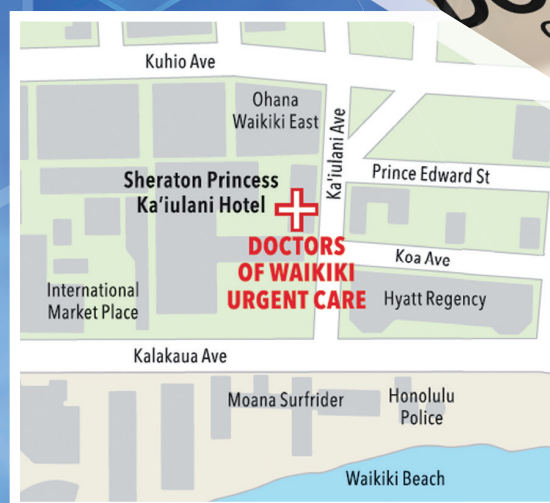 Kuhio Ave
Ohana
Waikiki East
Ka'iulani Ave
Prince Edward St
Sheraton Princess
Ka'iulani Hotel
DOCTORS
OF WAIKIKI
URGENT CARE
Koa Ave
International
Market Place
Hyatt Regency
Kalakaua Ave
Moana Surfrider
Honolulu
Police
Waikiki Beach